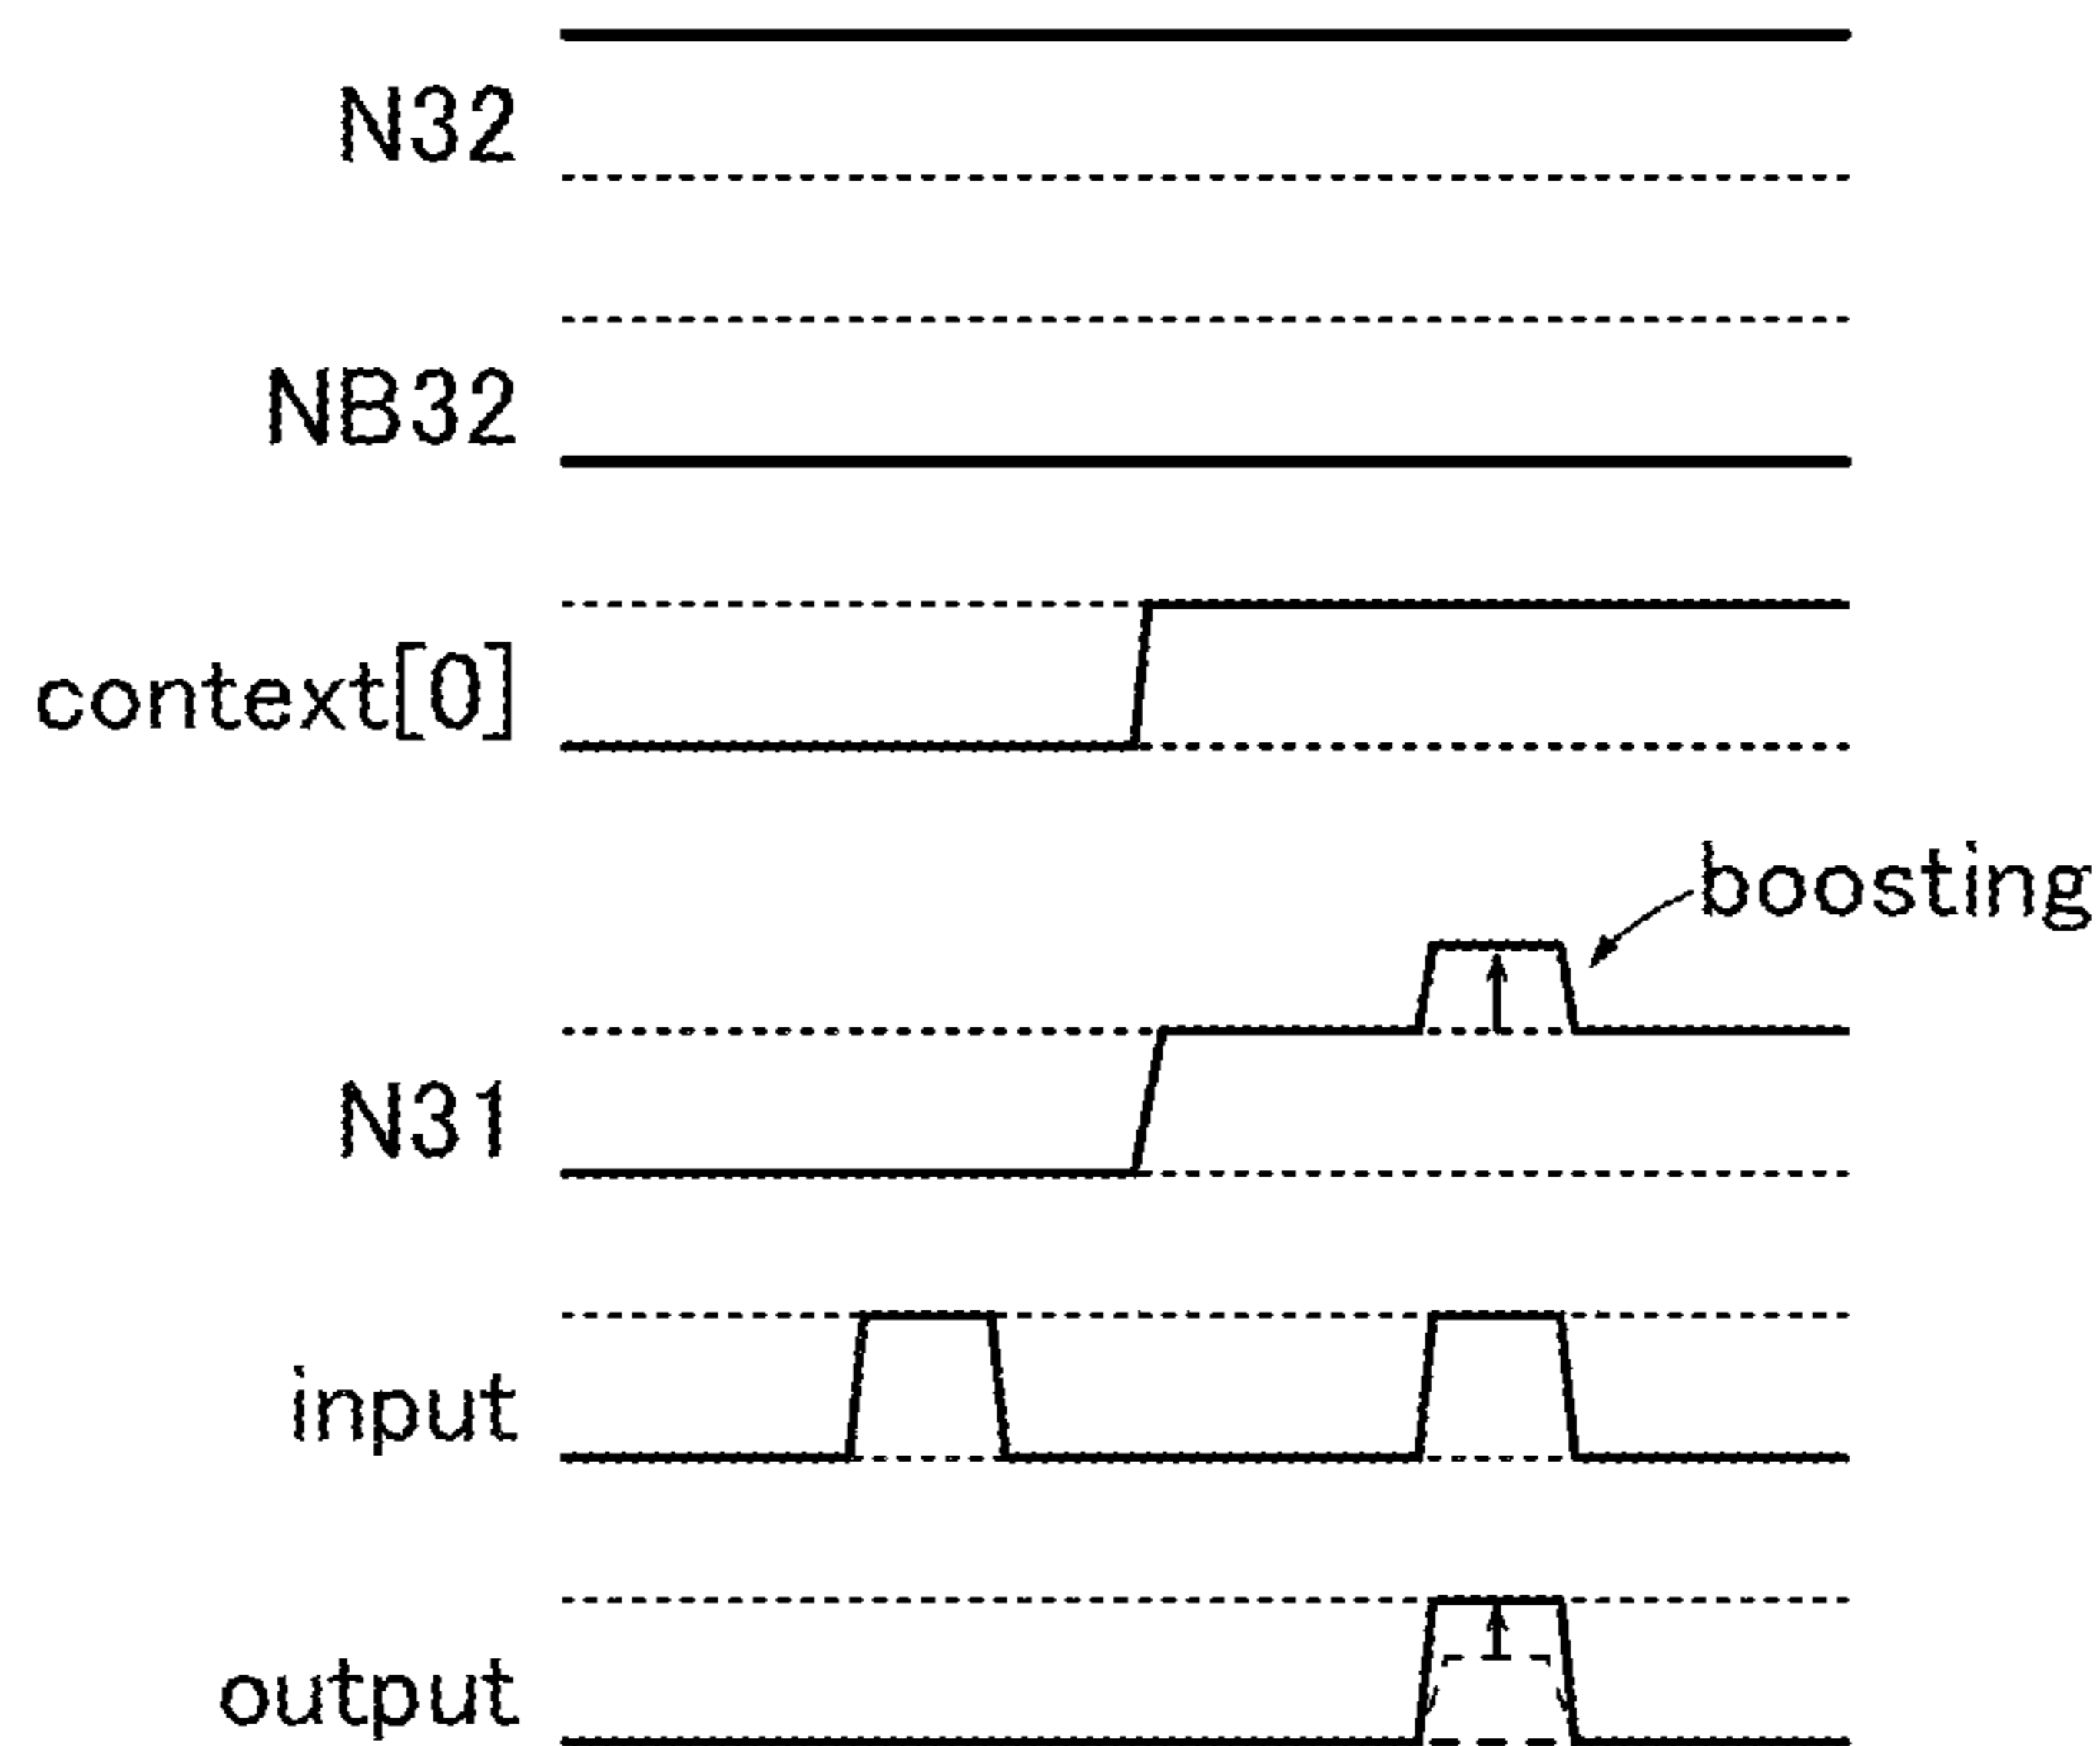 N32
NB32
context[0]
boosting
N31
input
output